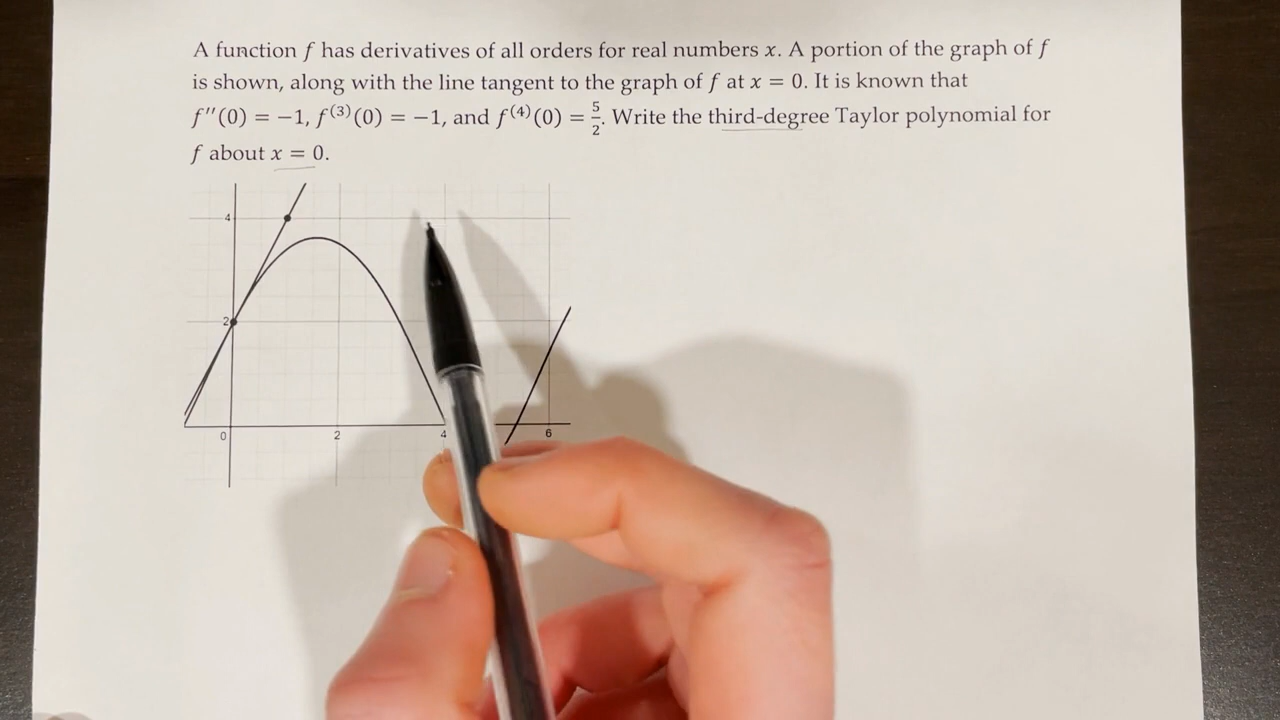 A function f has derivatives of all orders for real numbers x. A portion of the graph of f
is shown, along with the line tangent to the graph of f at x = 0. It is known that
f''(0) = −1, f⁽³⁾(0) = −1, and f⁽⁴⁾(0) = 5/2. Write the third-degree Taylor polynomial for
f about x = 0.
4
2
0 2 4 6